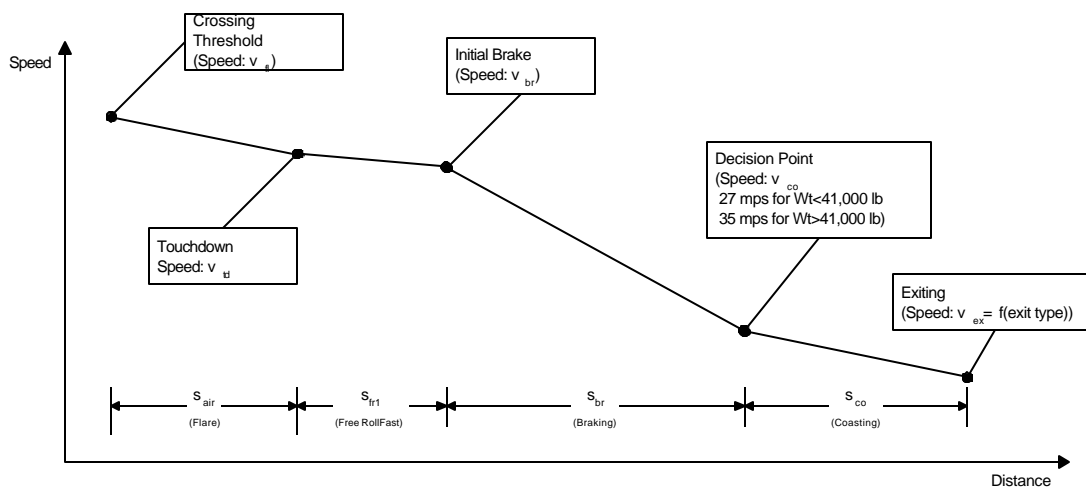 Crossing
Threshold
(Speed: v fl)
Speed
Initial Brake
(Speed: v br)
Decision Point
(Speed: v co
27 mps for Wt<41,000 lb
35 mps for Wt>41,000 lb)
Touchdown
Speed: v td
Exiting
(Speed: v ex= f(exit type))
s air
(Flare)
s fr1
(Free RollFast)
s br
(Braking)
s co
(Coasting)
Distance